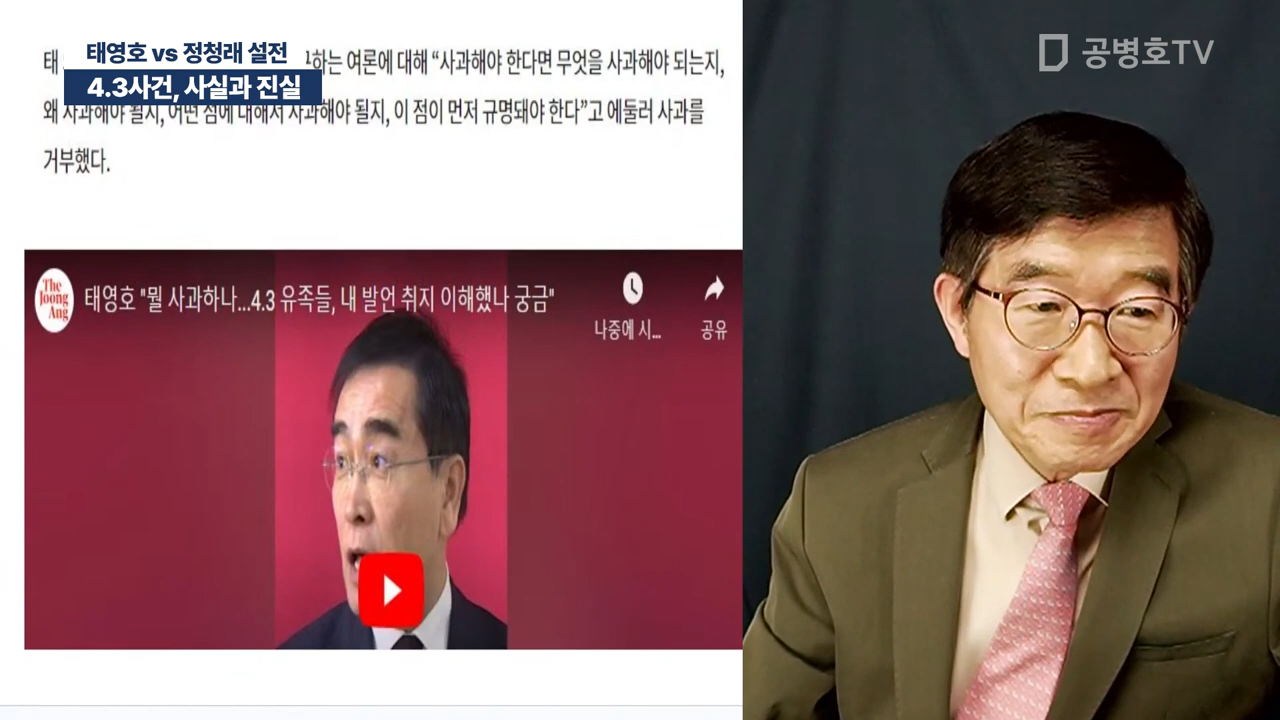 태영호 vs 정청래 설전
4.3사건, 사실과 진실
공병호TV
태 하는 여론에 대해 “사과해야 한다면 무엇을 사과해야 되는지,
왜 사과해야 될지, 어떤 점에 대해서 사과해야 될지, 이 점이 먼저 규명돼야 한다”고 에둘러 사과를
거부했다.
The Joong Ang
태영호 "뭘 사과하나...4.3 유족들, 내 발언 취지 이해했나 궁금"
나중에 시...
공유